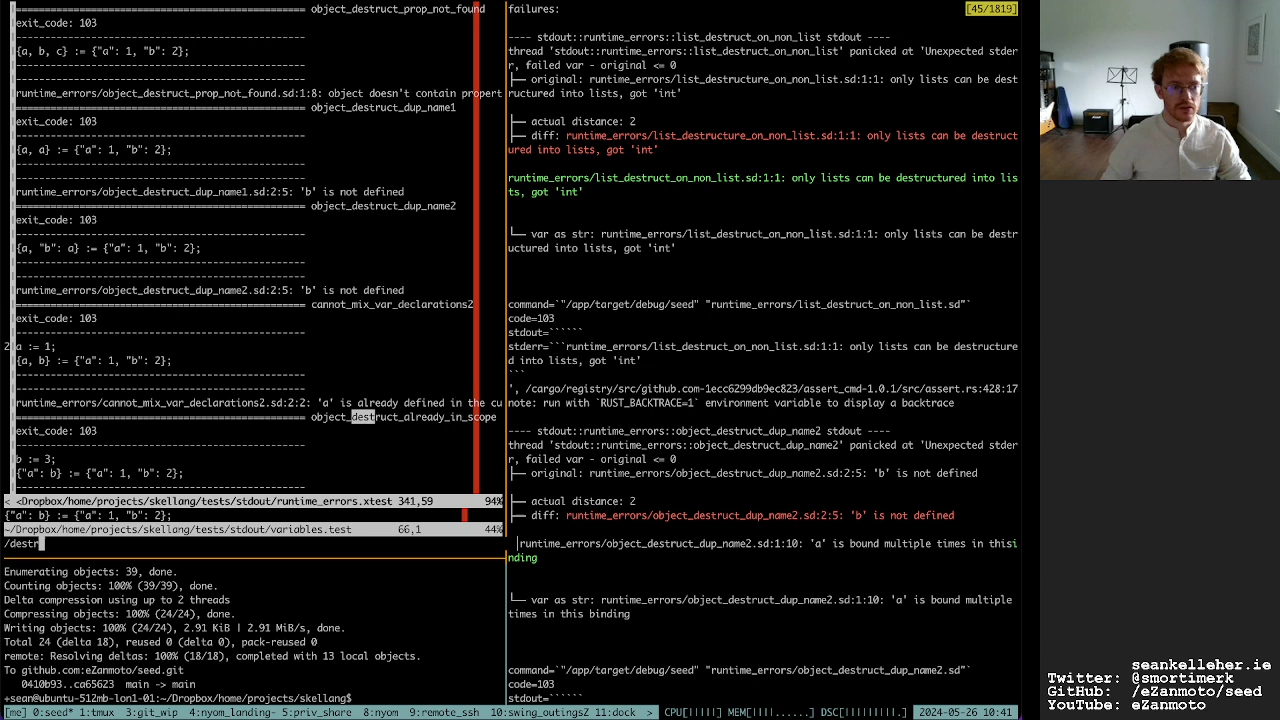 ============================================= object_destruct_prop_not_found
exit_code: 103
---------------------------------------------
{a, b, c} := {"a": 1, "b": 2};
---------------------------------------------
---------------------------------------------
runtime_errors/object_destruct_prop_not_found.sd:1:8: object doesn't contain propert
============================================= object_destruct_dup_name1
exit_code: 103
---------------------------------------------
{a, a} := {"a": 1, "b": 2};
---------------------------------------------
---------------------------------------------
runtime_errors/object_destruct_dup_name1.sd:2:5: 'b' is not defined
============================================= object_destruct_dup_name2
exit_code: 103
---------------------------------------------
{a, "b": a} := {"a": 1, "b": 2};
---------------------------------------------
---------------------------------------------
runtime_errors/object_destruct_dup_name2.sd:2:5: 'b' is not defined
============================================= cannot_mix_var_declarations2
exit_code: 103
---------------------------------------------
2 a := 1;
{a, b} := {"a": 1, "b": 2};
---------------------------------------------
---------------------------------------------
runtime_errors/cannot_mix_var_declarations2.sd:2:2: 'a' is already defined in the cu
============================================= object_destruct_already_in_scope
exit_code: 103
---------------------------------------------
b := 3;
{"a": b} := {"a": 1, "b": 2};
---------------------------------------------
< <Dropbox/home/projects/skellang/tests/stdout/runtime_errors.xtest 341,59 94%
{"a": b} := {"a": 1, "b": 2};
~/Dropbox/home/projects/skellang/tests/stdout/variables.test 66,1 44%
/destr
Enumerating objects: 39, done.
Counting objects: 100% (39/39), done.
Delta compression using up to 2 threads
Compressing objects: 100% (24/24), done.
Writing objects: 100% (24/24), 2.91 KiB | 2.91 MiB/s, done.
Total 24 (delta 18), reused 0 (delta 0), pack-reused 0
remote: Resolving deltas: 100% (18/18), completed with 13 local objects.
To github.com:eZanmoto/seed.git
0410b93..ca65623 main -> main
+sean@ubuntu-512mb-lon1-01:~/Dropbox/home/projects/skellang$
failures:
[45/1819]
---- stdout::runtime_errors::list_destruct_on_non_list stdout ----
thread 'stdout::runtime_errors::list_destruct_on_non_list' panicked at 'Unexpected stder
r, failed var - original <= 0
├── original: runtime_errors/list_destructure_on_non_list.sd:1:1: only lists can be dest
ructured into lists, got 'int'
├── actual distance: 2
├── diff: runtime_errors/list_destructure_on_non_list.sd:1:1: only lists can be destruct
ured into lists, got 'int'
runtime_errors/list_destruct_on_non_list.sd:1:1: only lists can be destructured into lis
ts, got 'int'
└── var as str: runtime_errors/list_destruct_on_non_list.sd:1:1: only lists can be destr
uctured into lists, got 'int'
command=`"/app/target/debug/seed" "runtime_errors/list_destruct_on_non_list.sd"`
code=103
stdout=``````
stderr=```runtime_errors/list_destruct_on_non_list.sd:1:1: only lists can be destructure
d into lists, got 'int'
```
', /cargo/registry/src/github.com-1ecc6299db9ec823/assert_cmd-1.0.1/src/assert.rs:428:17
note: run with `RUST_BACKTRACE=1` environment variable to display a backtrace
---- stdout::runtime_errors::object_destruct_dup_name2 stdout ----
thread 'stdout::runtime_errors::object_destruct_dup_name2' panicked at 'Unexpected stder
r, failed var - original <= 0
├── original: runtime_errors/object_destruct_dup_name2.sd:2:5: 'b' is not defined
├── actual distance: 2
├── diff: runtime_errors/object_destruct_dup_name2.sd:2:5: 'b' is not defined
runtime_errors/object_destruct_dup_name2.sd:1:10: 'a' is bound multiple times in thisi
nding
└── var as str: runtime_errors/object_destruct_dup_name2.sd:1:10: 'a' is bound multiple
times in this binding
command=`"/app/target/debug/seed" "runtime_errors/object_destruct_dup_name2.sd"`
code=103
stdout=``````
Twitter: seankelleher.ie
@smortimerk
GitHub: /eZanmoto/seed
[me] 0:seed* 1:tmux 3:git_wip 4:nyom_landing- 5:priv_share 8:nyom 9:remote_ssh 10:swing_outingsZ 11:dock > CPU[|||||] MEM[||||......] DSC[|||||||||.] 2024-05-26 10:41